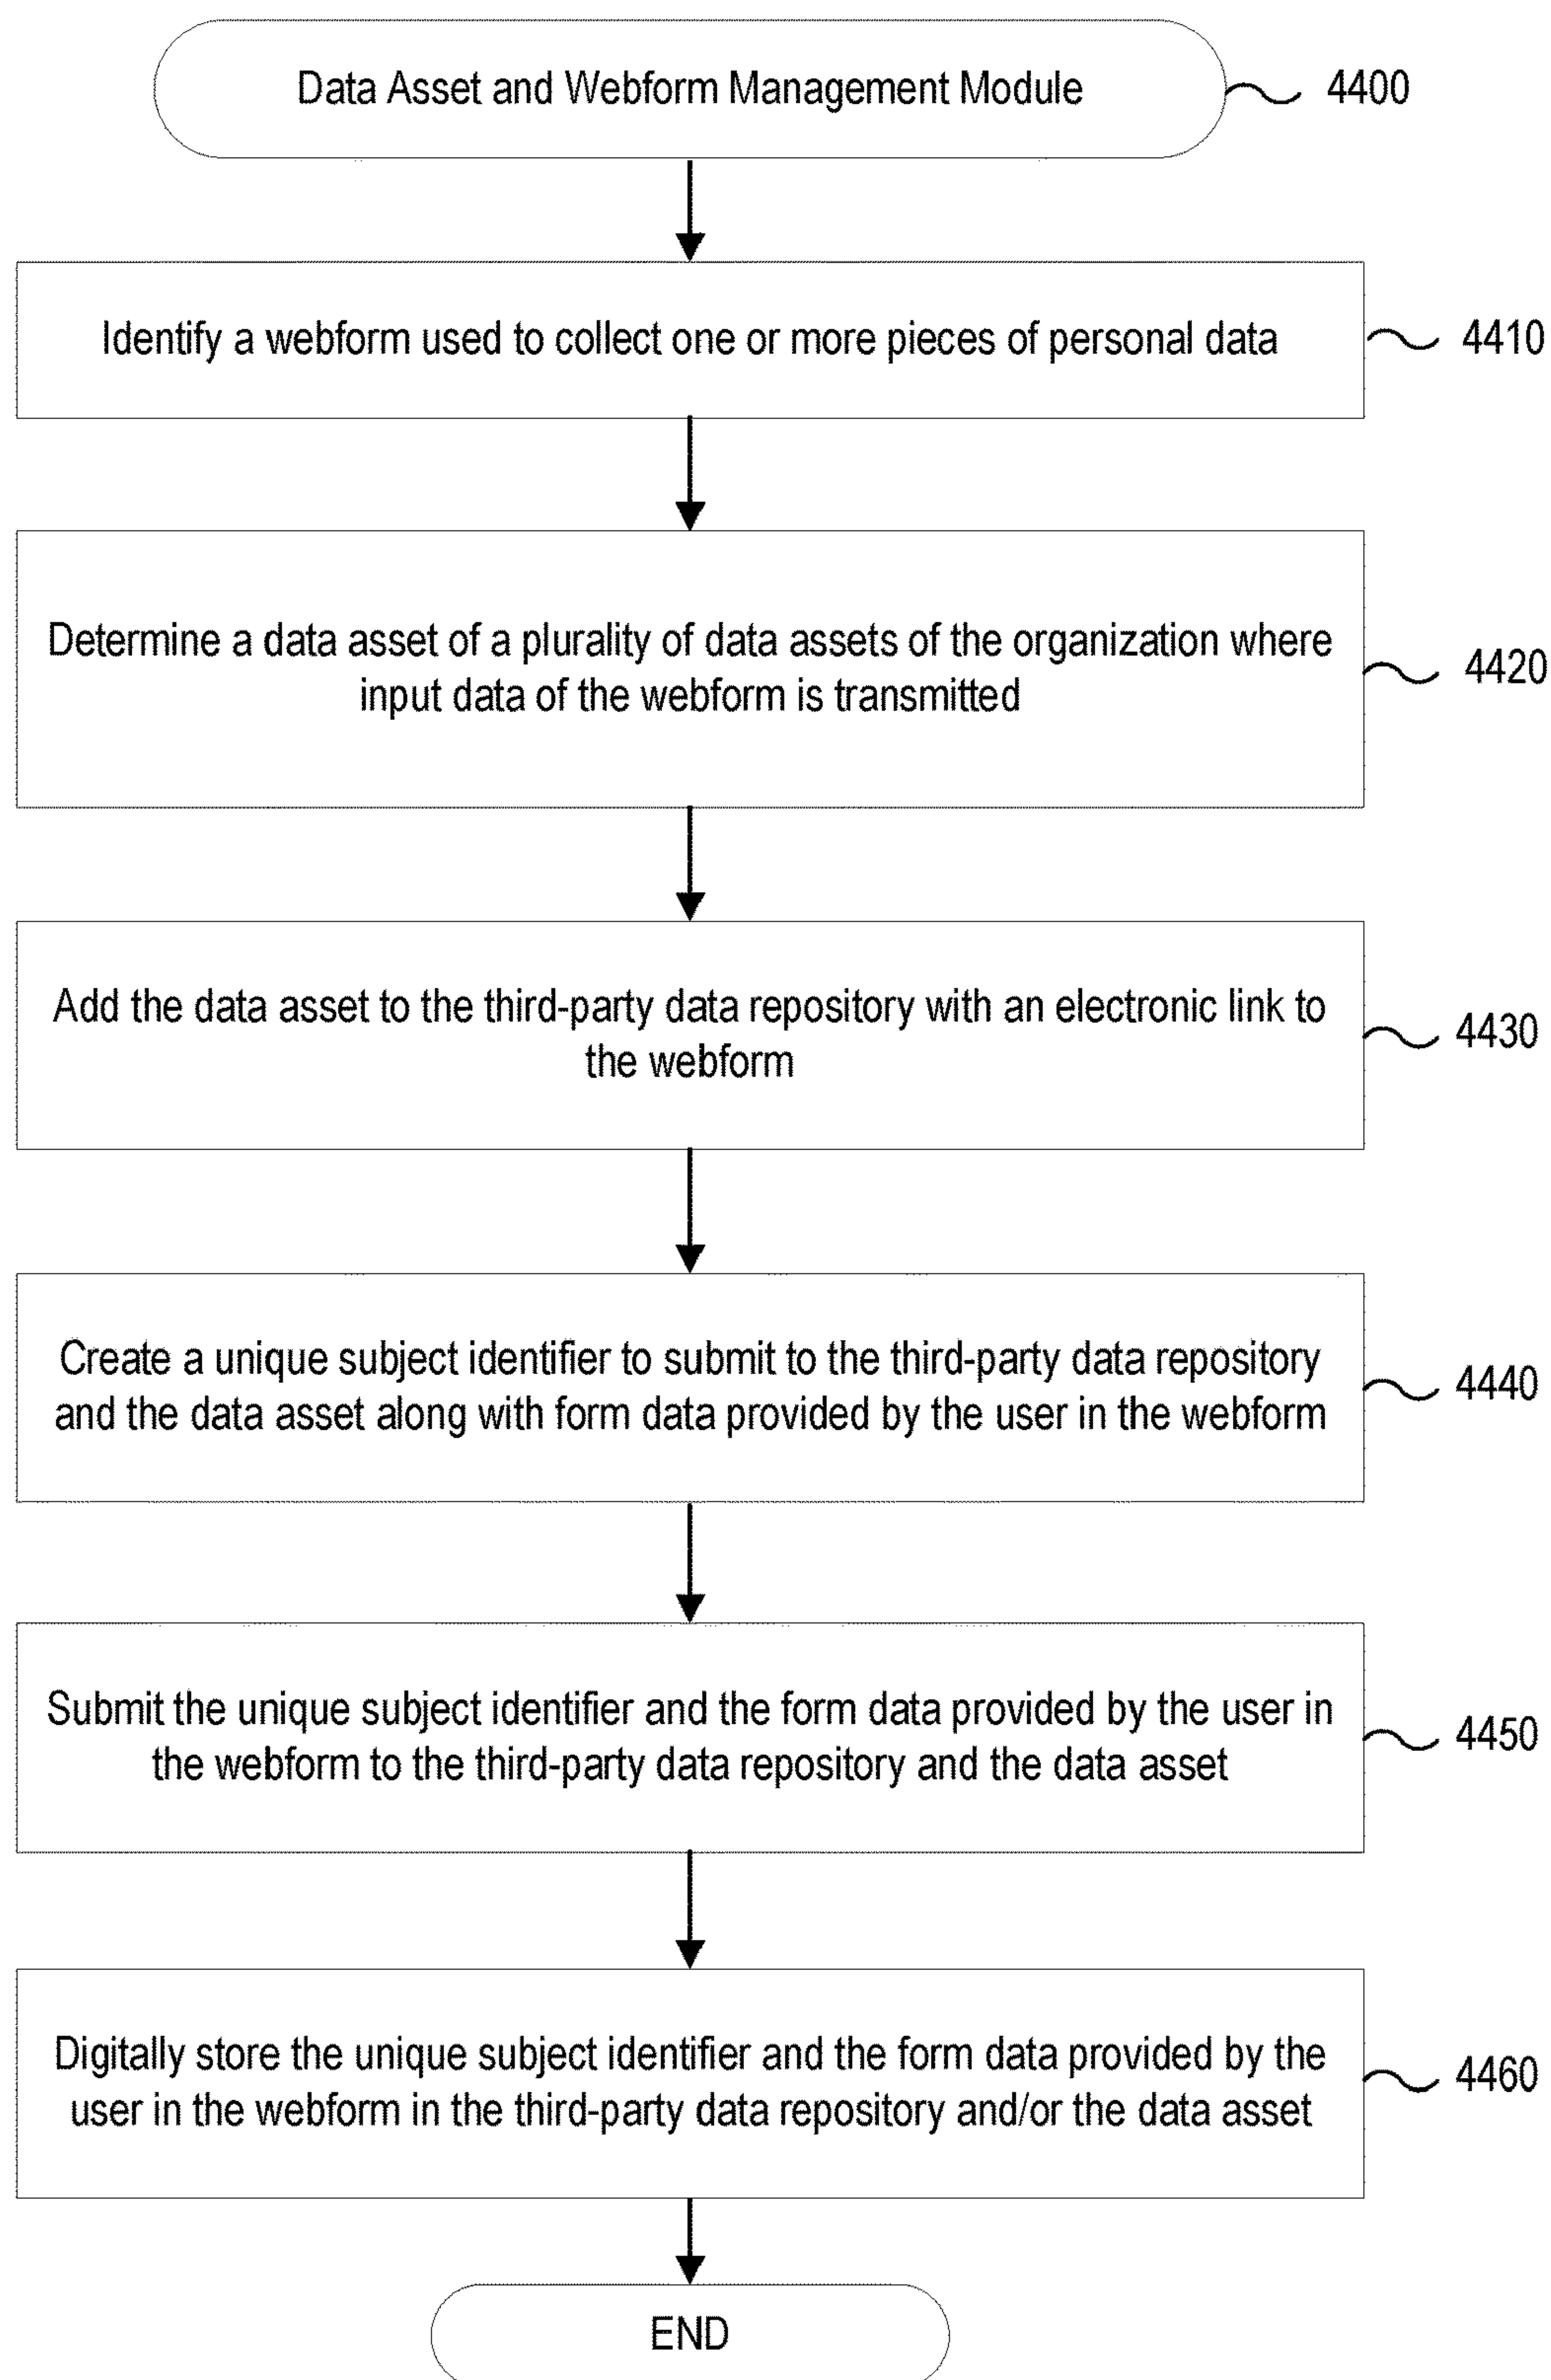 Data Asset and Webform Management Module
4400
Identify a webform used to collect one or more pieces of personal data
4410
Determine a data asset of a plurality of data assets of the organization where
input data of the webform is transmitted
4420
Add the data asset to the third-party data repository with an electronic link to
the webform
4430
Create a unique subject identifier to submit to the third-party data repository
and the data asset along with form data provided by the user in the webform
4440
Submit the unique subject identifier and the form data provided by the user in
the webform to the third-party data repository and the data asset
4450
Digitally store the unique subject identifier and the form data provided by the
user in the webform in the third-party data repository and/or the data asset
4460
END